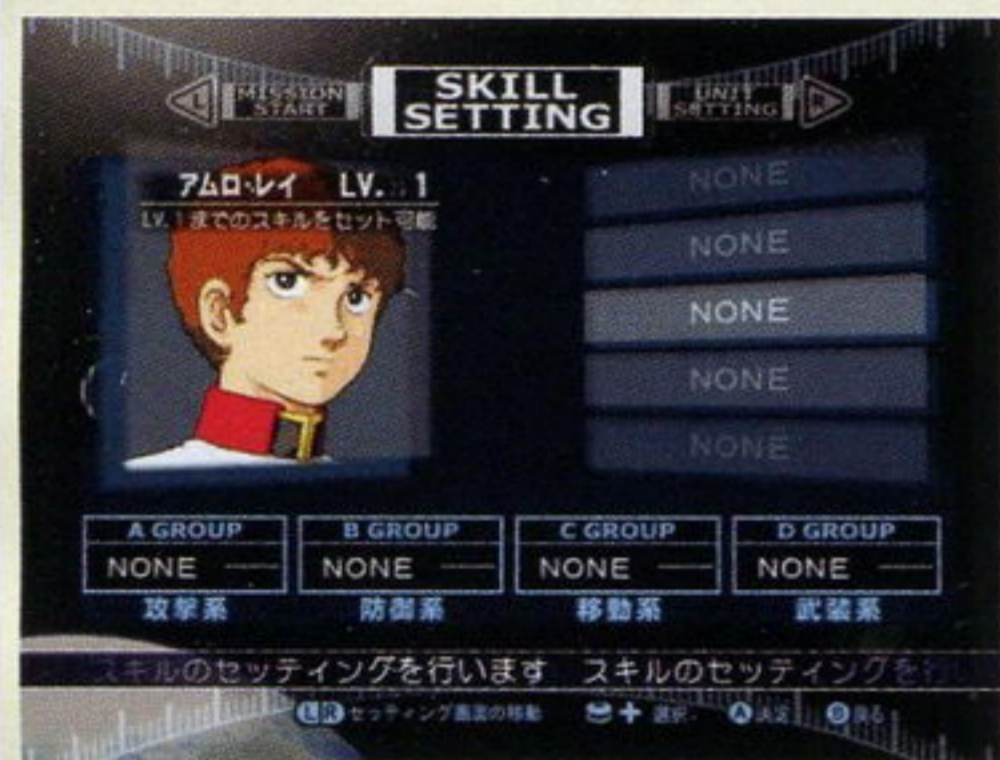 L
MISSION
START
SKILL
SETTING
UNIT
SETTING
R
アムロ・レイ LV. 1
LV.1までのスキルをセット可能
NONE
NONE
NONE
NONE
NONE
A GROUP
NONE
攻撃系
B GROUP
NONE
防御系
C GROUP
NONE
移動系
D GROUP
NONE
武装系
スキルのセッティングを行います スキルのセッティングを行
LR セッティング画面の移動 選択 A 決定 B 戻る